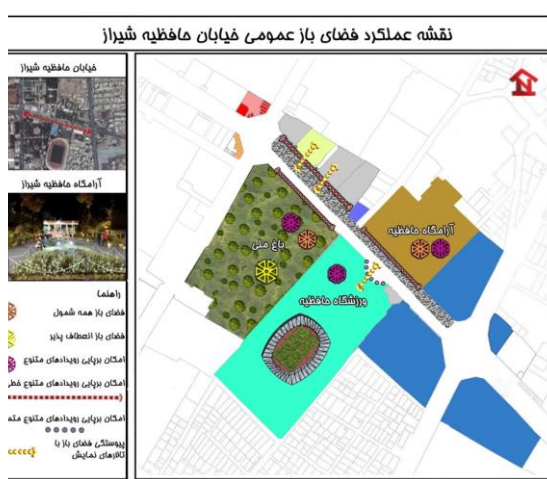 نقشه عملکرد فضای باز عمومی خیابان حافظیه شیراز
خیابان حافظیه شیراز
آرامگاه حافظیه شیراز
راهنما
فضای باز همه شمول
فضای باز انعطاف پذیر
امکان برپایی رویدادهای متنوع
امکان برپایی رویدادهای متنوع خطی
امکان برپایی رویدادهای متنوع
پیوستگی فضای باز با
تالارهای نمایش
آرامگاه حافظیه
باغ ملی
ورزشگاه حافظیه
N